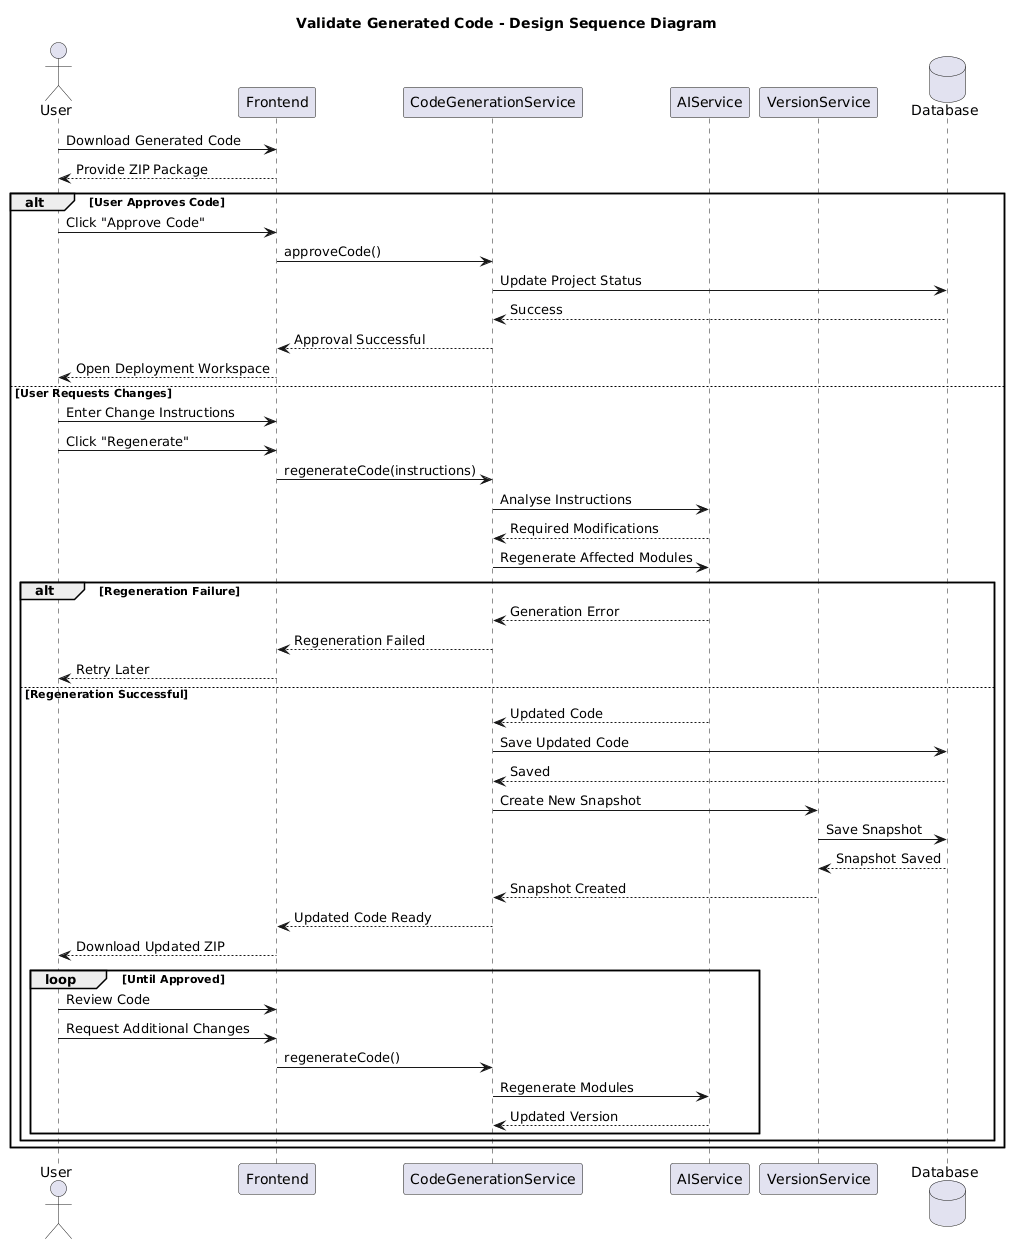 Validate Generated Code - Design Sequence Diagram
User
Frontend
CodeGenerationService
AIService
VersionService
Database
Download Generated Code
Provide ZIP Package
alt
[User Approves Code]
Click "Approve Code"
approveCode()
Update Project Status
Success
Approval Successful
Open Deployment Workspace
[User Requests Changes]
Enter Change Instructions
Click "Regenerate"
regenerateCode(instructions)
Analyse Instructions
Required Modifications
Regenerate Affected Modules
alt
[Regeneration Failure]
Generation Error
Regeneration Failed
Retry Later
[Regeneration Successful]
Updated Code
Save Updated Code
Saved
Create New Snapshot
Save Snapshot
Snapshot Saved
Snapshot Created
Updated Code Ready
Download Updated ZIP
loop
[Until Approved]
Review Code
Request Additional Changes
regenerateCode()
Regenerate Modules
Updated Version
User
Frontend
CodeGenerationService
AIService
VersionService
Database